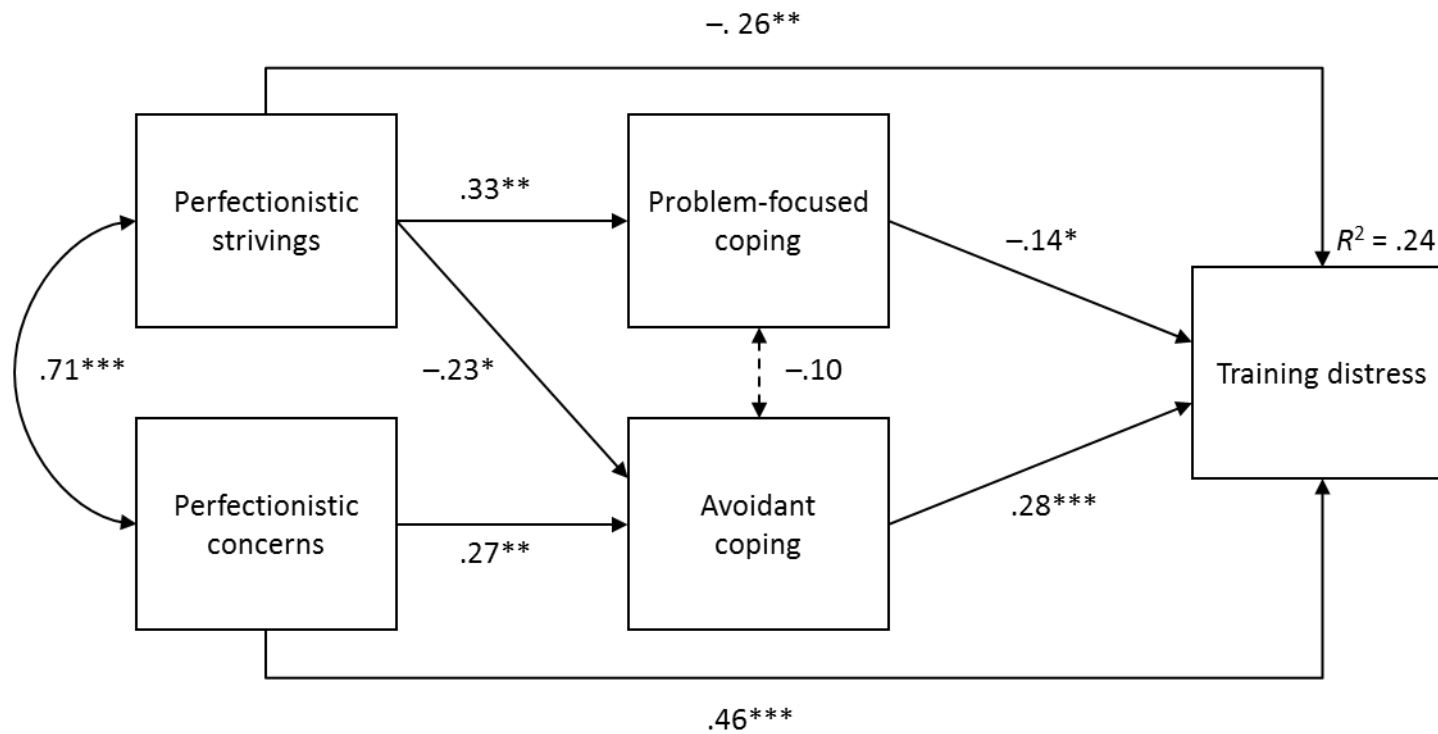 –. 26**
Perfectionistic
strivings
.33**
Problem-focused
coping
–.14*
R² = .24
.71***
–.23*
–.10
Training distress
Perfectionistic
concerns
.27**
Avoidant
coping
.28***
.46***